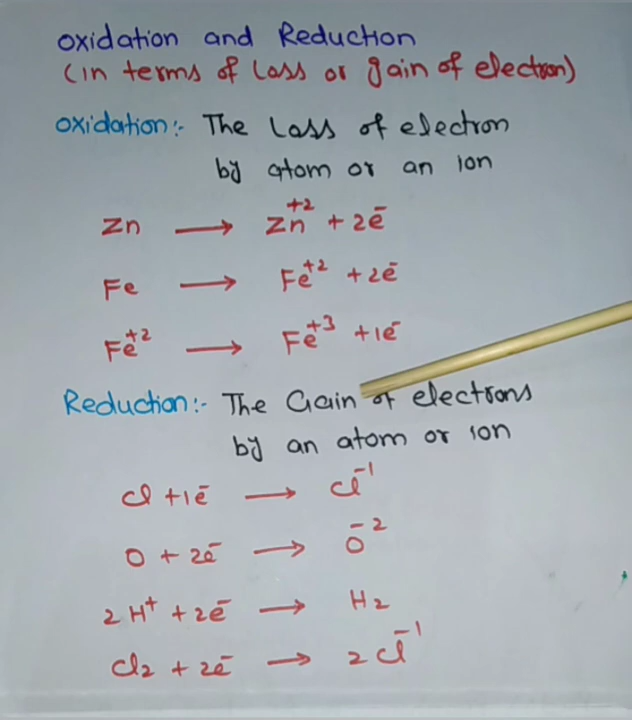 Oxidation and Reduction
(in terms of Loss or gain of electron)
Oxidation:- The Loss of electron
by atom or an ion
Zn ⟶ Zn⁺² + 2e⁻
Fe ⟶ Fe⁺² + 2e⁻
Fe⁺² ⟶ Fe⁺³ + 1e⁻
Reduction:- The Gain of electrons
by an atom or ion
Cl + 1e⁻ ⟶ Cl⁻¹
O + 2e⁻ ⟶ O⁻²
2H⁺ + 2e⁻ ⟶ H₂
Cl₂ + 2e⁻ ⟶ 2Cl⁻¹